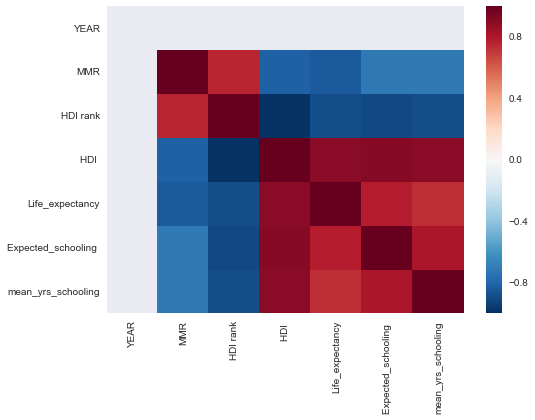 YEAR
MMR
HDI rank
HDI
Life_expectancy
Expected_schooling
mean_yrs_schooling
YEAR
MMR
HDI rank
HDI
Life_expectancy
Expected_schooling
mean_yrs_schooling
0.8
0.4
0.0
−0.4
−0.8